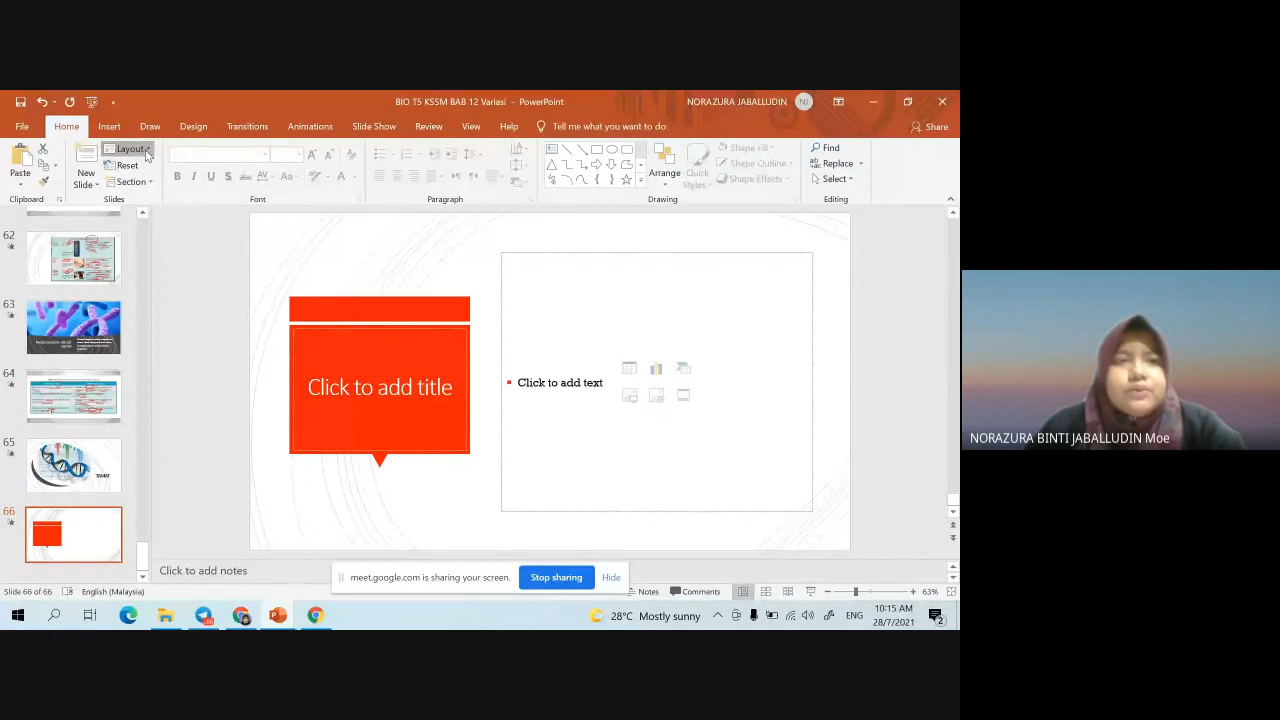 BIO T5 KSSM BAB 12 Variasi - PowerPoint
NORAZURA JABALLUDIN NJ
File Home Insert Draw Design Transitions Animations Slide Show Review View Help Tell me what you want to do Share
Paste
New Slide
Layout
Reset
Section
B I U S abc AV Aa A
Arrange
Quick Styles
Shape Fill
Shape Outline
Shape Effects
Find
Replace
Select
Clipboard Slides Font Paragraph Drawing Editing
62
63
64
65
66
Click to add title
Click to add text
Click to add notes
meet.google.com is sharing your screen. Stop sharing Hide
Slide 66 of 66 English (Malaysia) Notes Comments 63%
28°C Mostly sunny ENG 10:15 AM
28/7/2021 2
NORAZURA BINTI JABALLUDIN Moe